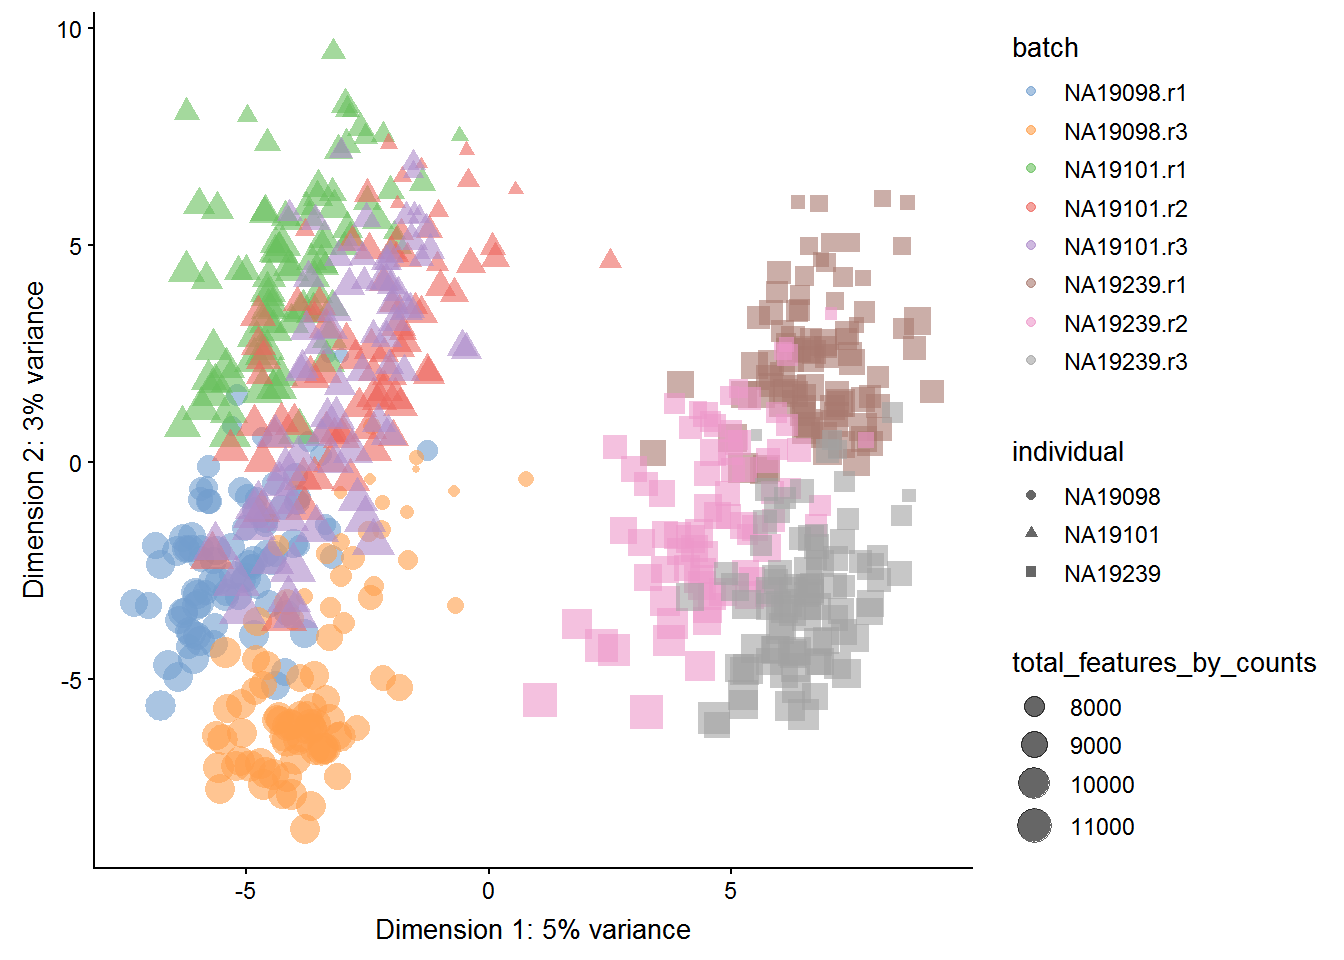 10
5
0
-5
Dimension 2: 3% variance
-5
0
5
Dimension 1: 5% variance
batch
NA19098.r1
NA19098.r3
NA19101.r1
NA19101.r2
NA19101.r3
NA19239.r1
NA19239.r2
NA19239.r3
individual
NA19098
NA19101
NA19239
total_features_by_counts
8000
9000
10000
11000